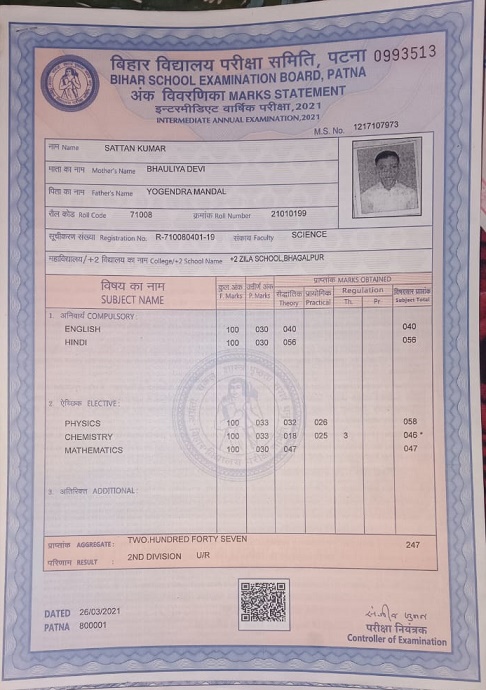 बिहार विद्यालय परीक्षा समिति, पटना 0993513
BIHAR SCHOOL EXAMINATION BOARD, PATNA
अंक विवरणिका MARKS STATEMENT
इन्टरमीडिएट वार्षिक परीक्षा, 2021
INTERMEDIATE ANNUAL EXAMINATION, 2021
M.S. No. 1217107973
नाम Name SATTAN KUMAR
माता का नाम Mother's Name BHAULIYA DEVI
पिता का नाम Father's Name YOGENDRA MANDAL
रौल कोड Roll Code 71008 क्रमांक Roll Number 21010199
सूचीकरण संख्या Registration No. R-710080401-19 संकाय Faculty SCIENCE
महाविद्यालय/+2 विद्यालय का नाम College/+2 School Name +2 ZILA SCHOOL,BHAGALPUR
विषय का नाम SUBJECT NAME कुल अंक F. Marks उत्तीर्ण अंक P. Marks प्राप्तांक MARKS OBTAINED
सैद्धांतिक Theory प्रायोगिक Practical Regulation Th. Pr. विषयवार प्राप्तांक Subject Total
1. अनिवार्य COMPULSORY :
ENGLISH 100 030 040 040
HINDI 100 030 056 056
2. ऐच्छिक ELECTIVE :
PHYSICS 100 033 032 026 058
CHEMISTRY 100 033 018 025 3 046 *
MATHEMATICS 100 030 047 047
3. अतिरिक्त ADDITIONAL :
प्राप्तांक AGGREGATE : TWO.HUNDRED FORTY SEVEN 247
परिणाम RESULT : 2ND DIVISION U/R
DATED 26/03/2021
PATNA 800001
परीक्षा नियंत्रक
Controller of Examination